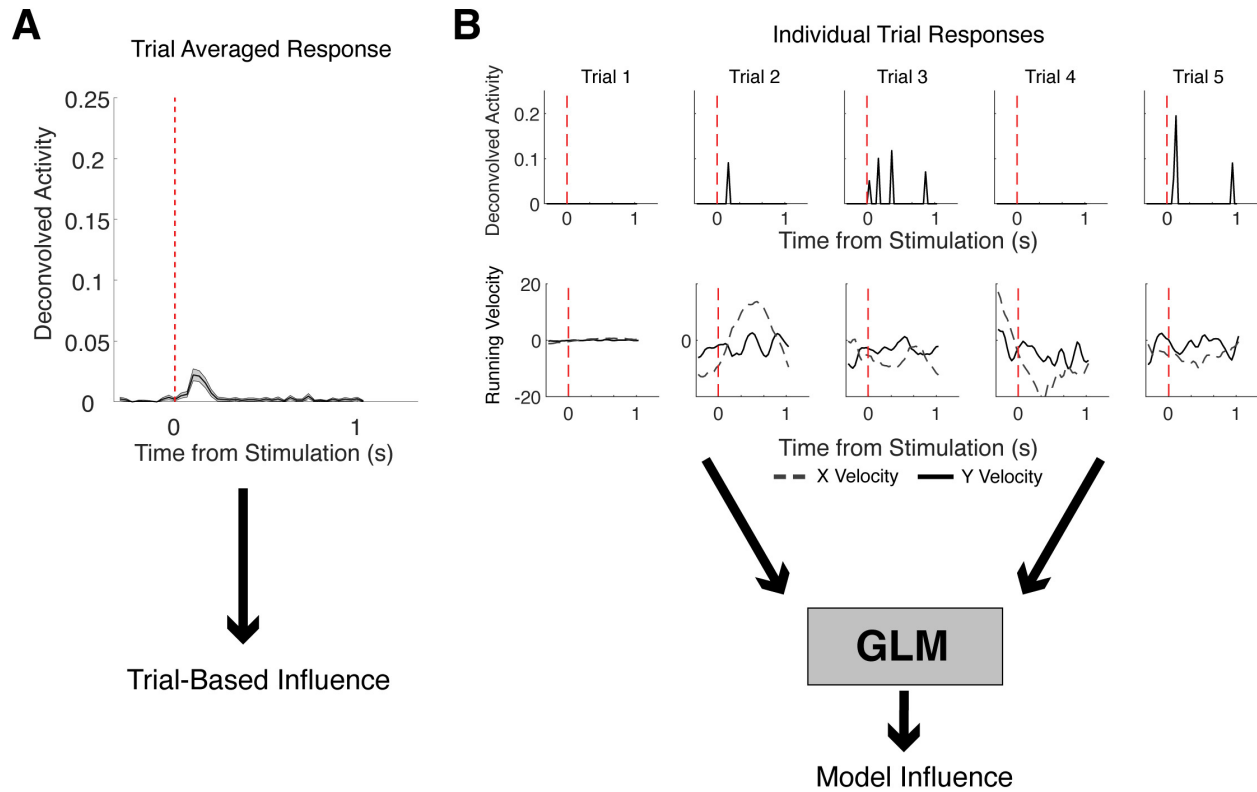 A
Trial Averaged Response
Deconvolved Activity
0.25
0.2
0.15
0.1
0.05
0
0 1
Time from Stimulation (s)
Trial-Based Influence
B
Individual Trial Responses
Trial 1 Trial 2 Trial 3 Trial 4 Trial 5
Deconvolved Activity
0.2
0.1
0
0 1 0 1 0 1 0 1 0 1
Time from Stimulation (s)
Running Velocity
20
0 0
-20
0 1 0 1 0 1 0 1 0 1
Time from Stimulation (s)
X Velocity Y Velocity
GLM
Model Influence